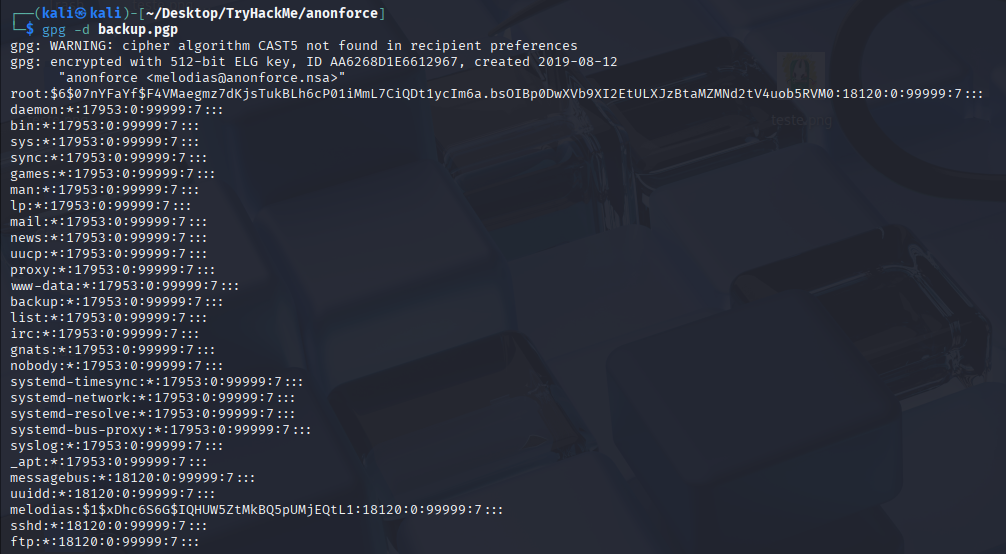 ┌──(kali㉿kali)-[~/Desktop/TryHackMe/anonforce]
└─$ gpg -d backup.pgp
gpg: WARNING: cipher algorithm CAST5 not found in recipient preferences
gpg: encrypted with 512-bit ELG key, ID AA6268D1E6612967, created 2019-08-12
"anonforce <melodias@anonforce.nsa>"
root:$6$07nYFaYf$F4VMaegmz7dKjsTukBLh6cP01iMmL7CiQDt1ycIm6a.bsOIBp0DwXVb9XI2EtULXJzBtaMZMNd2tV4uob5RVM0:18120:0:99999:7:::
daemon:*:17953:0:99999:7:::
bin:*:17953:0:99999:7:::
sys:*:17953:0:99999:7:::
sync:*:17953:0:99999:7:::
games:*:17953:0:99999:7:::
man:*:17953:0:99999:7:::
lp:*:17953:0:99999:7:::
mail:*:17953:0:99999:7:::
news:*:17953:0:99999:7:::
uucp:*:17953:0:99999:7:::
proxy:*:17953:0:99999:7:::
www-data:*:17953:0:99999:7:::
backup:*:17953:0:99999:7:::
list:*:17953:0:99999:7:::
irc:*:17953:0:99999:7:::
gnats:*:17953:0:99999:7:::
nobody:*:17953:0:99999:7:::
systemd-timesync:*:17953:0:99999:7:::
systemd-network:*:17953:0:99999:7:::
systemd-resolve:*:17953:0:99999:7:::
systemd-bus-proxy:*:17953:0:99999:7:::
syslog:*:17953:0:99999:7:::
_apt:*:17953:0:99999:7:::
messagebus:*:18120:0:99999:7:::
uuidd:*:18120:0:99999:7:::
melodias:$1$xDhc6S6G$IQHUW5ZtMkBQ5pUMjEQtL1:18120:0:99999:7:::
sshd:*:18120:0:99999:7:::
ftp:*:18120:0:99999:7:::
teste.png